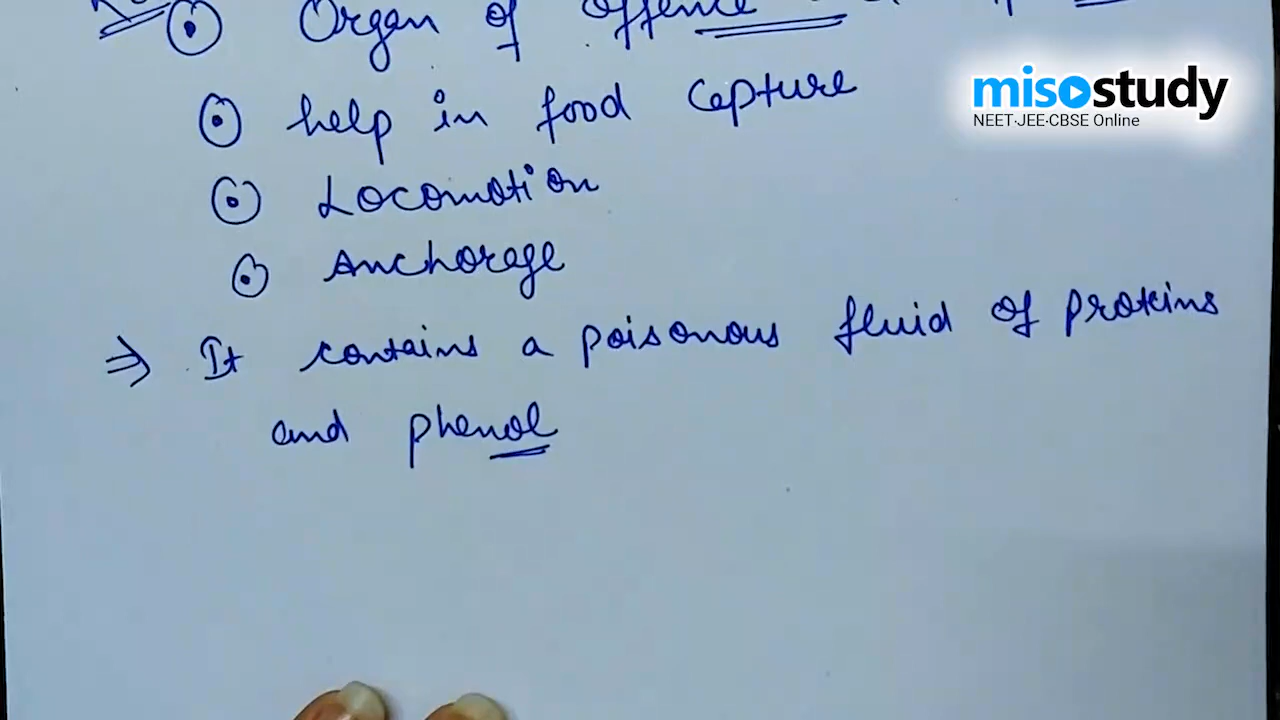 Organ of offence
help in food capture
Locomotion
Anchorage
⇒ It contains a poisonous fluid of proteins
and phenol
misostudy
NEET-JEE-CBSE Online